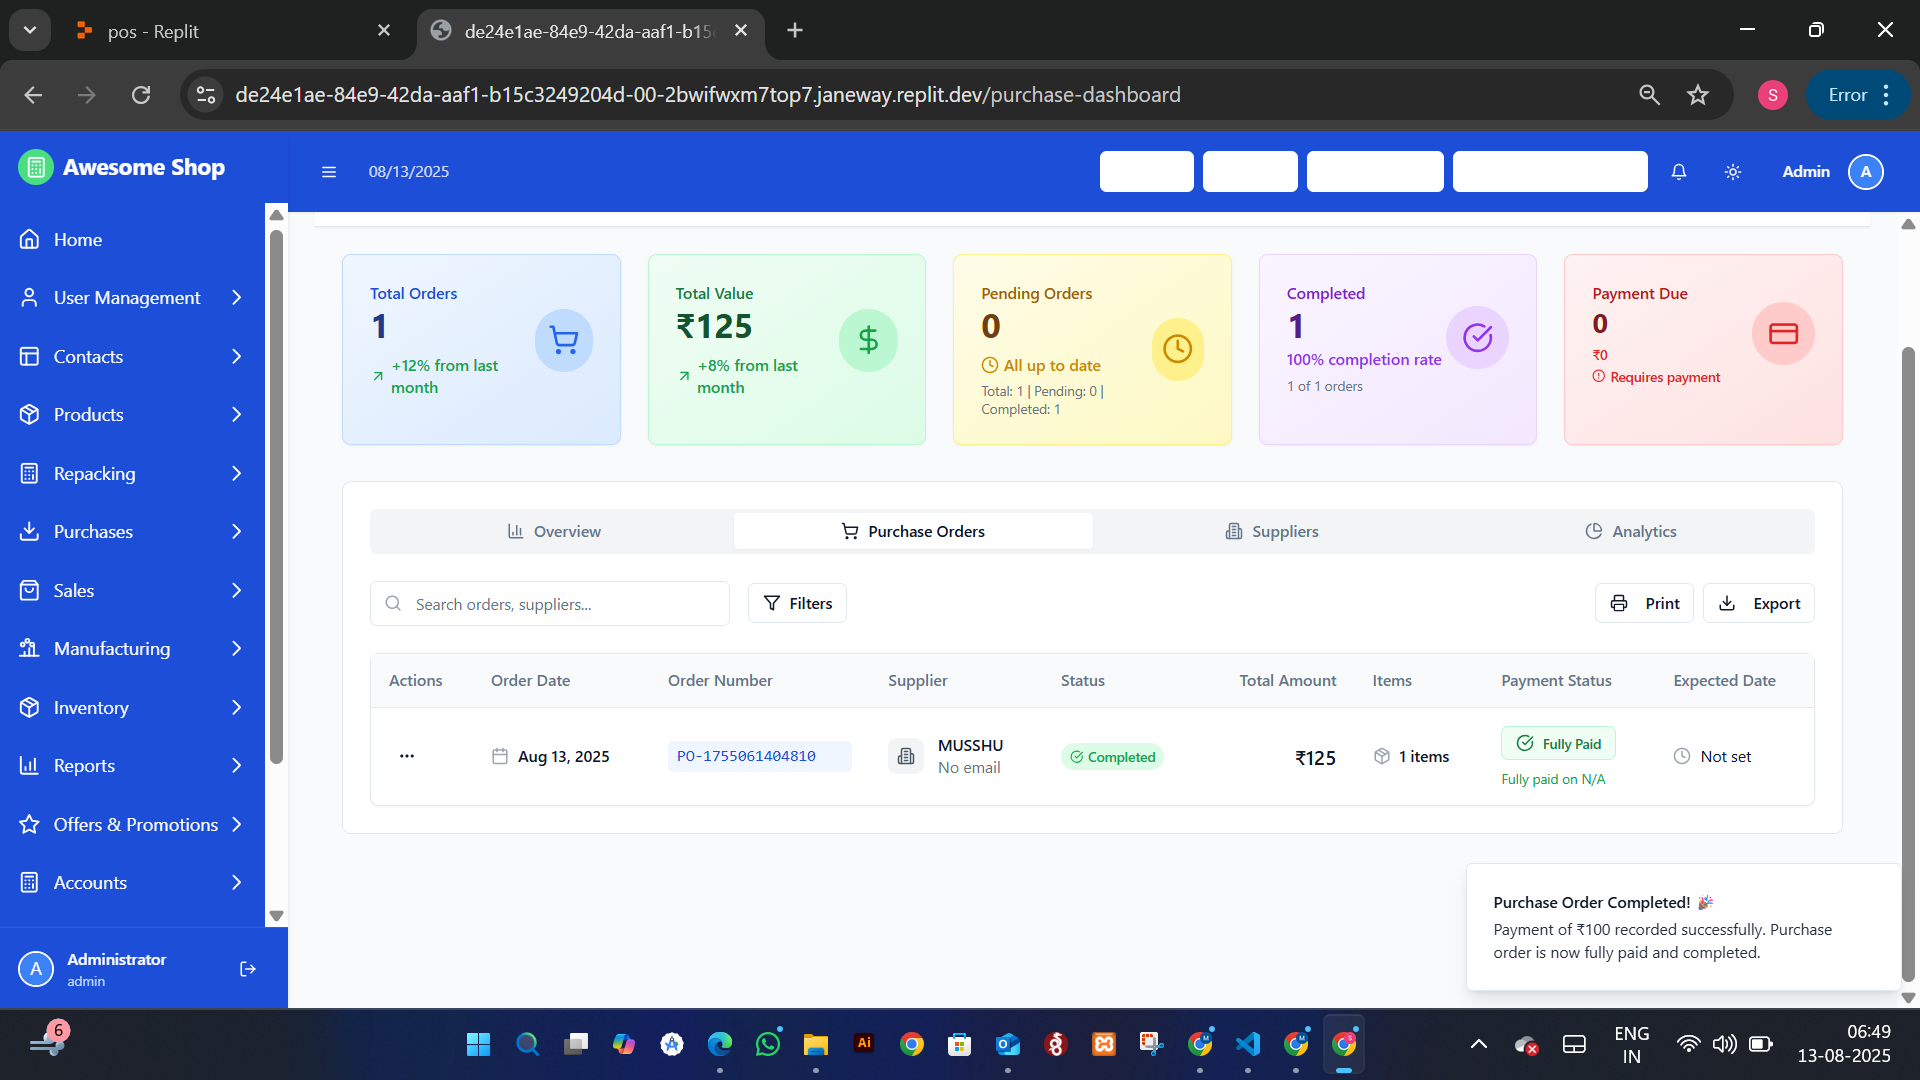 pos - Replit
de24e1ae-84e9-42da-aaf1-b15
de24e1ae-84e9-42da-aaf1-b15c3249204d-00-2bwifwxm7top7.janeway.replit.dev/purchase-dashboard
S
Error
Awesome Shop
08/13/2025
Admin
A
Home
User Management
Contacts
Products
Repacking
Purchases
Sales
Manufacturing
Inventory
Reports
Offers & Promotions
Accounts
A
Administrator
admin
Total Orders
1
+12% from last
month
Total Value
₹125
+8% from last
month
Pending Orders
0
All up to date
Total: 1 | Pending: 0 |
Completed: 1
Completed
1
100% completion rate
1 of 1 orders
Payment Due
0
₹0
Requires payment
Overview
Purchase Orders
Suppliers
Analytics
Search orders, suppliers...
Filters
Print
Export
Actions Order Date Order Number Supplier Status Total Amount Items Payment Status Expected Date
Aug 13, 2025
PO-1755061404810
MUSSHU
No email
Completed
₹125
1 items
Fully Paid
Fully paid on N/A
Not set
Purchase Order Completed! 🎉
Payment of ₹100 recorded successfully. Purchase
order is now fully paid and completed.
6
Ai
ENG
IN
06:49
13-08-2025